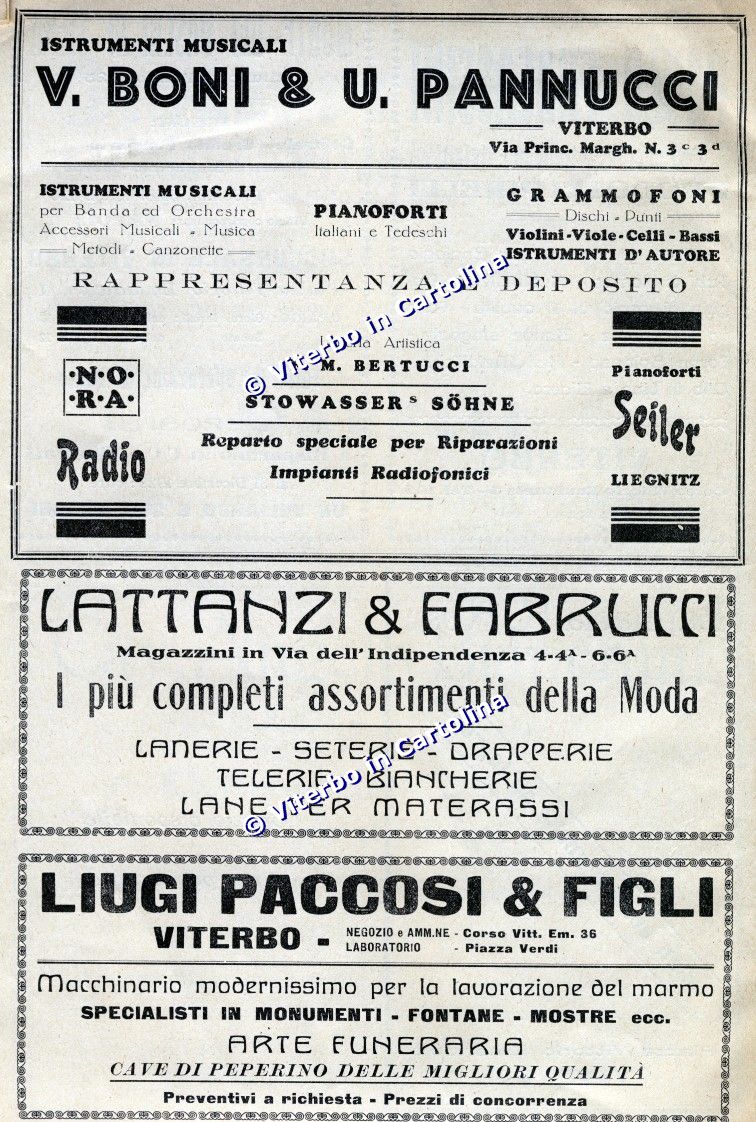 ISTRUMENTI MUSICALI
V. BONI & U. PANNUCCI
VITERBO
Via Princ. Margh. N. 3 c 3 d
ISTRUMENTI MUSICALI
per Banda ed Orchestra
Accessori Musicali - Musica
Metodi - Canzonette
PIANOFORTI
Italiani e Tedeschi
GRAMMOFONI
Dischi - Punti
Violini - Viole - Celli - Bassi
ISTRUMENTI D'AUTORE
RAPPRESENTANZA E DEPOSITO
·N·O·
·R·A·
Radio
Artistica
M. BERTUCCI
STOWASSER s SÖHNE
Reparto speciale per Riparazioni
Impianti Radiofonici
Pianoforti
Seiler
LIEGNITZ
© Viterbo in Cartolina
LATTANZI & FABRUCCI
Magazzini in Via dell'Indipendenza 4-4A - 6-6A
I più completi assortimenti della Moda
LANERIE - SETERIE - DRAPPERIE
TELERIE BIANCHERIE
LANE PER MATERASSI
© Viterbo in Cartolina
LIUGI PACCOSI & FIGLI
VITERBO - NEGOZIO e AMM.NE - Corso Vitt. Em. 36
LABORATORIO - Piazza Verdi
Macchinario modernissimo per la lavorazione del marmo
SPECIALISTI IN MONUMENTI - FONTANE - MOSTRE ecc.
ARTE FUNERARIA
CAVE DI PEPERINO DELLE MIGLIORI QUALITÀ
Preventivi a richiesta - Prezzi di concorrenza